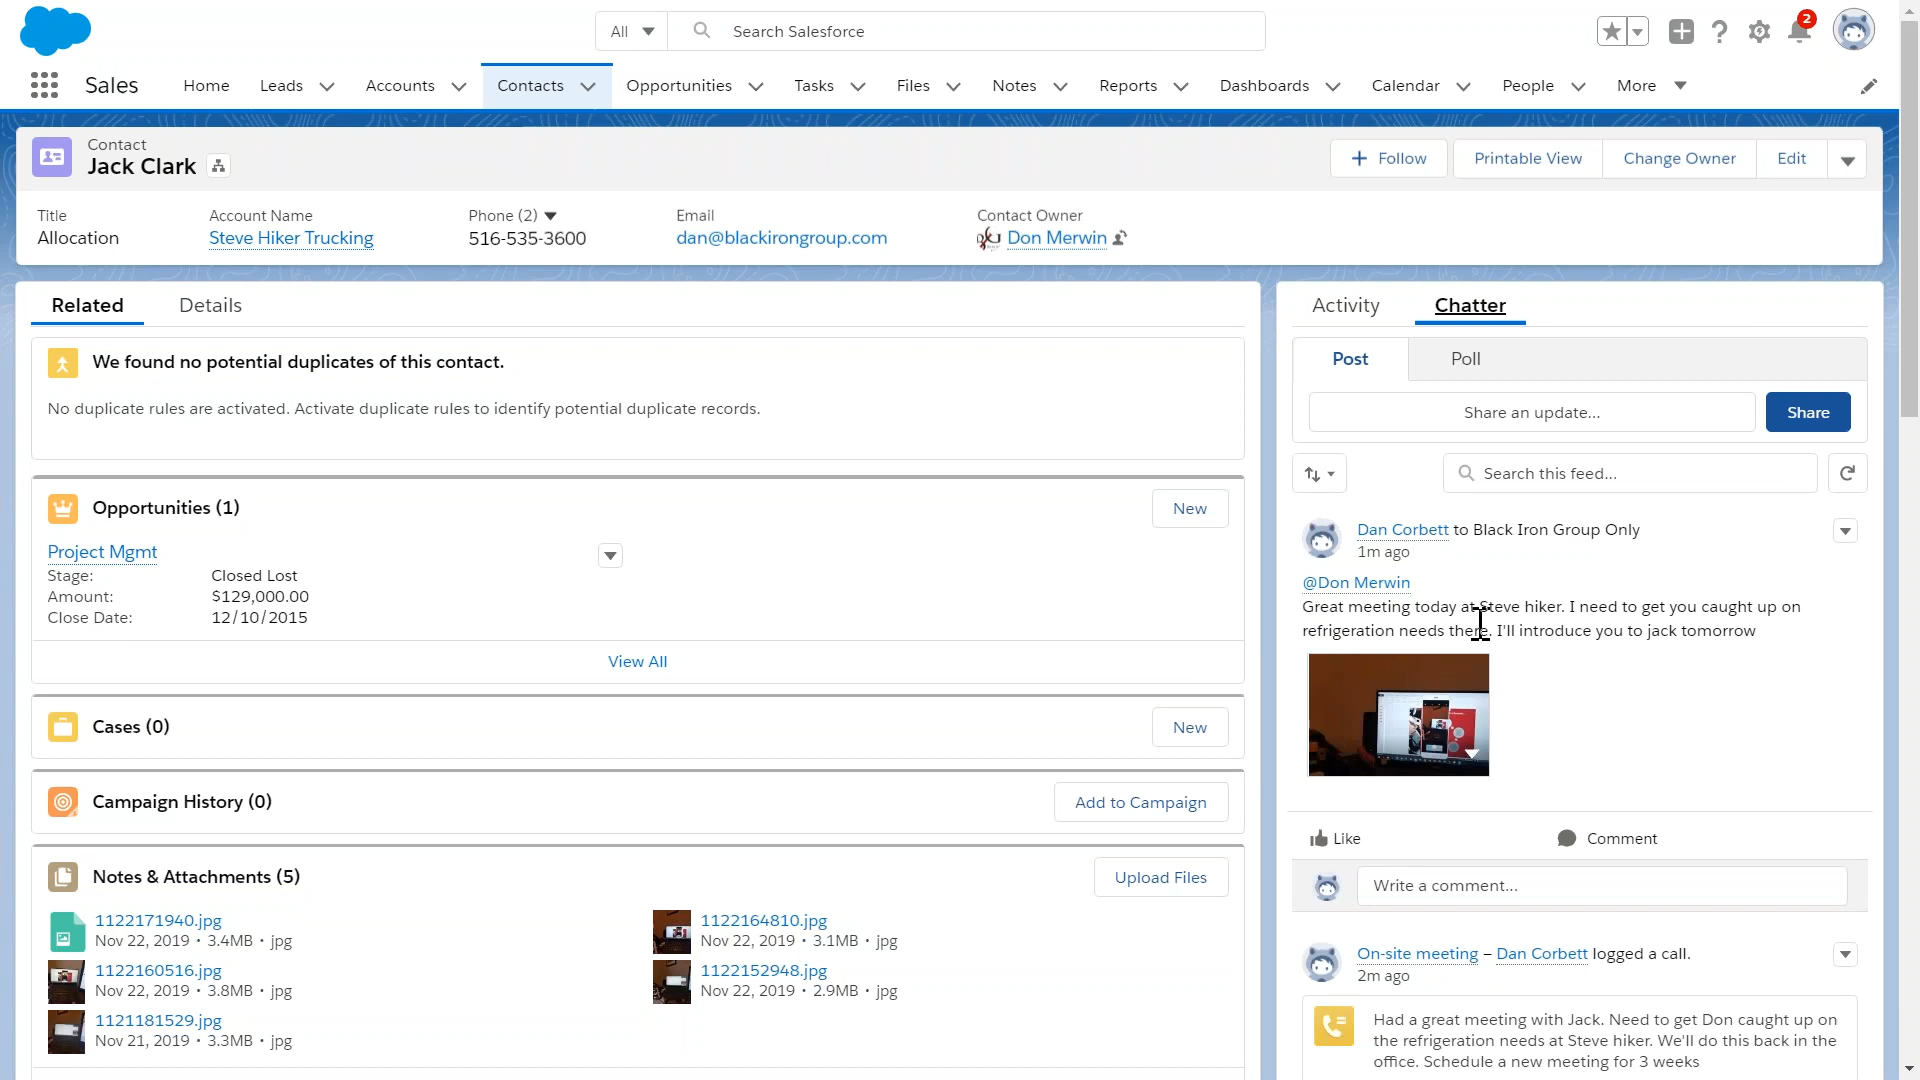 All
Search Salesforce
2
Sales
Home
Leads
Accounts
Contacts
Opportunities
Tasks
Files
Notes
Reports
Dashboards
Calendar
People
More
Contact
Jack Clark
Follow
Printable View
Change Owner
Edit
Title
Allocation
Account Name
Steve Hiker Trucking
Phone (2)
516-535-3600
Email
dan@blackirongroup.com
Contact Owner
Don Merwin
Related
Details
We found no potential duplicates of this contact.
No duplicate rules are activated. Activate duplicate rules to identify potential duplicate records.
Opportunities (1)
New
Project Mgmt
Stage: Closed Lost
Amount: $129,000.00
Close Date: 12/10/2015
View All
Cases (0)
New
Campaign History (0)
Add to Campaign
Notes & Attachments (5)
Upload Files
1122171940.jpg
Nov 22, 2019 • 3.4MB • jpg
1122164810.jpg
Nov 22, 2019 • 3.1MB • jpg
1122160516.jpg
Nov 22, 2019 • 3.8MB • jpg
1122152948.jpg
Nov 22, 2019 • 2.9MB • jpg
1121181529.jpg
Nov 21, 2019 • 3.3MB • jpg
Activity
Chatter
Post
Poll
Share an update...
Share
Search this feed...
Dan Corbett to Black Iron Group Only
1m ago
@Don Merwin
Great meeting today at Steve hiker. I need to get you caught up on
refrigeration needs there. I'll introduce you to jack tomorrow
Like
Comment
Write a comment...
On-site meeting – Dan Corbett logged a call.
2m ago
Had a great meeting with Jack. Need to get Don caught up on
the refrigeration needs at Steve hiker. We'll do this back in the
office. Schedule a new meeting for 3 weeks